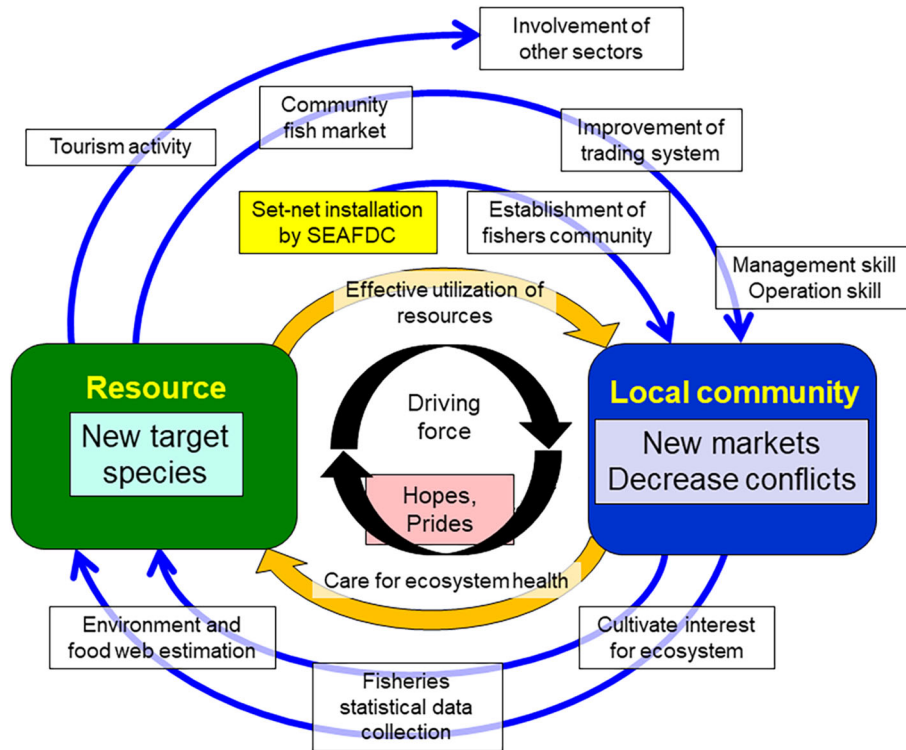 Involvement of
other sectors
Community
fish market
Tourism activity
Improvement of
trading system
Set-net installation
by SEAFDC
Establishment of
fishers community
Management skill
Operation skill
Effective utilization of
resources
Resource
New target
species
Driving
force
Hopes,
Prides
Local community
New markets
Decrease conflicts
Care for ecosystem health
Environment and
food web estimation
Cultivate interest
for ecosystem
Fisheries
statistical data
collection